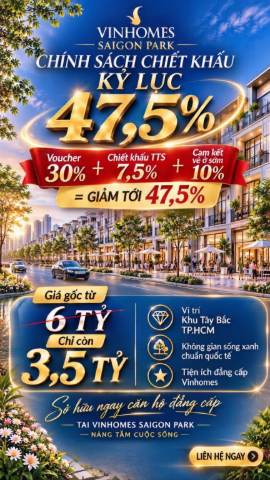 VINHOMES
SAIGON PARK
CHÍNH SÁCH CHIẾT KHẤU
KỶ LỤC
47,5%
Voucher
30%
+
Chiết khấu TTS
7,5%
+
Cam kết
về ở sớm
10%
= GIẢM TỚI 47,5%
Giá gốc từ
6 TỶ
Chỉ còn
3,5 TỶ
Vị trí
Khu Tây Bắc
TP.HCM
Không gian sống xanh
chuẩn quốc tế
Tiện ích đẳng cấp
Vinhomes
Sở hữu ngay căn hộ đẳng cấp
TẠI VINHOMES SAIGON PARK
NÂNG TẦM CUỘC SỐNG
LIÊN HỆ NGAY